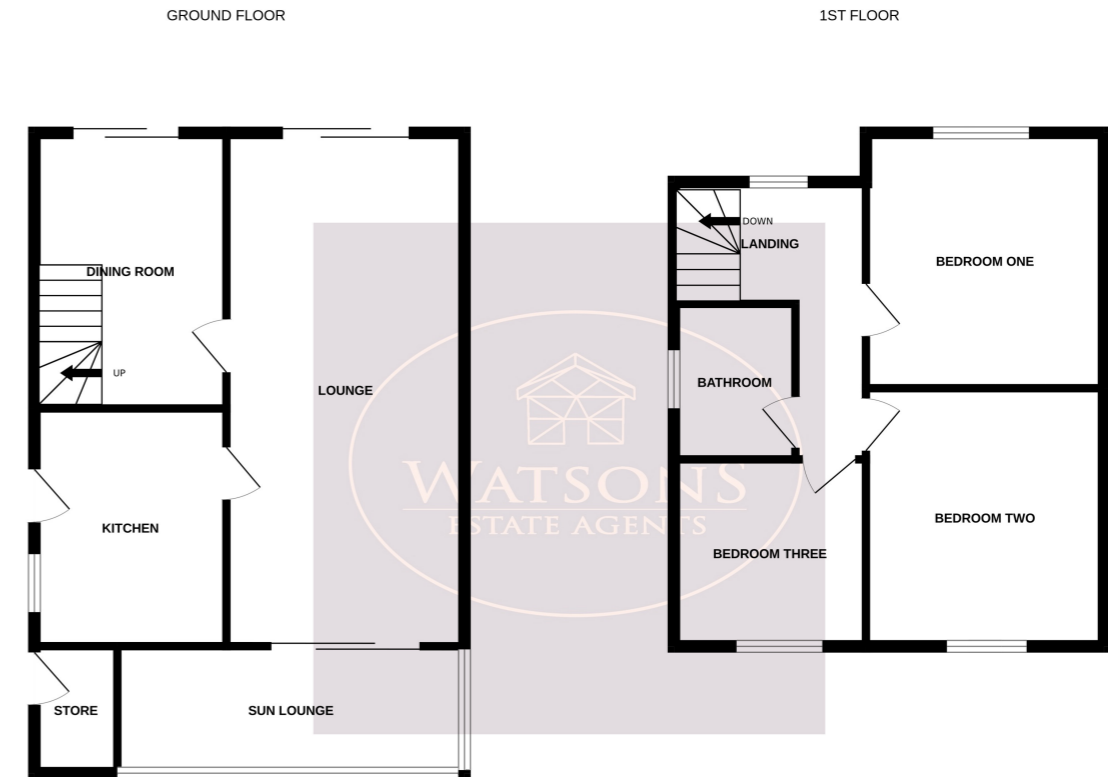 GROUND FLOOR
DINING ROOM
UP
LOUNGE
KITCHEN
STORE
SUN LOUNGE
1ST FLOOR
DOWN
LANDING
BEDROOM ONE
BATHROOM
BEDROOM TWO
BEDROOM THREE
WATSONS
ESTATE AGENTS